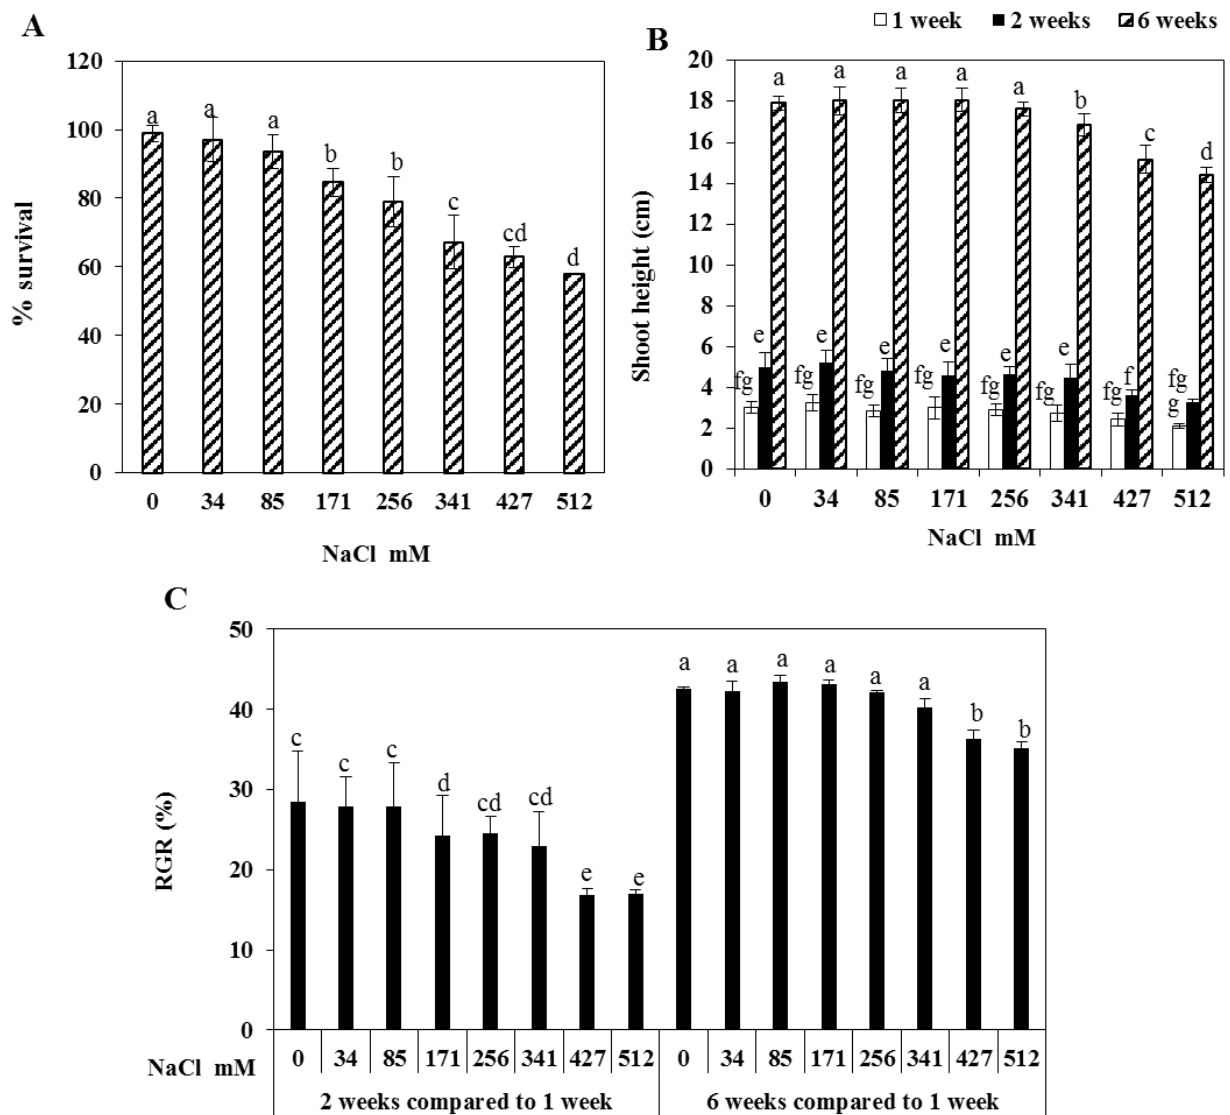 A
120
100
80
60
40
20
0
% survival
a a a b b c cd d
0 34 85 171 256 341 427 512
NaCl mM
1 week 2 weeks 6 weeks
B
20
18
16
14
12
10
8
6
4
2
0
Shoot height (cm)
a a a a a b c d
e e e e e e f fg
fg fg fg fg fg fg fg g
0 34 85 171 256 341 427 512
NaCl mM
C
50
40
30
20
10
0
RGR (%)
c c c d cd cd e e a a a a a a b b
NaCl mM 0 34 85 171 256 341 427 512 0 34 85 171 256 341 427 512
2 weeks compared to 1 week 6 weeks compared to 1 week